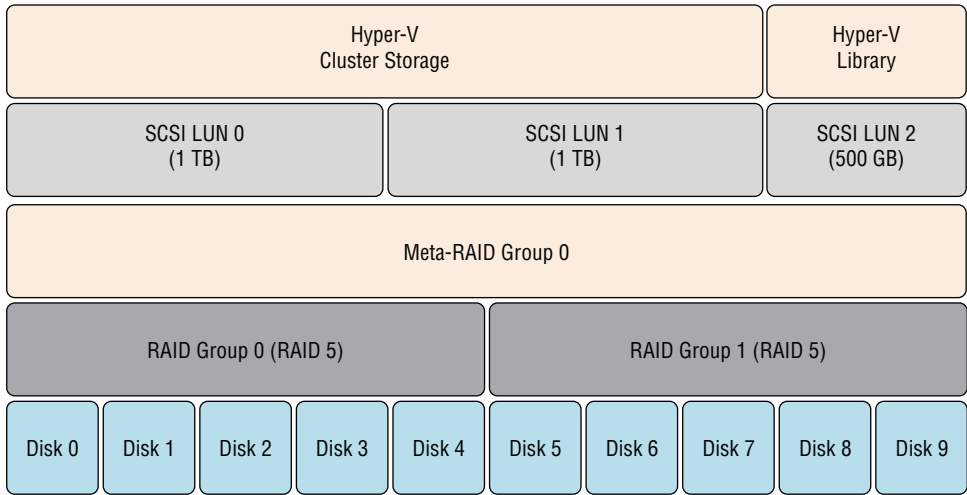 Hyper-V
Cluster Storage
Hyper-V
Library
SCSI LUN 0
(1 TB)
SCSI LUN 1
(1 TB)
SCSI LUN 2
(500 GB)
Meta-RAID Group 0
RAID Group 0 (RAID 5)
RAID Group 1 (RAID 5)
Disk 0
Disk 1
Disk 2
Disk 3
Disk 4
Disk 5
Disk 6
Disk 7
Disk 8
Disk 9